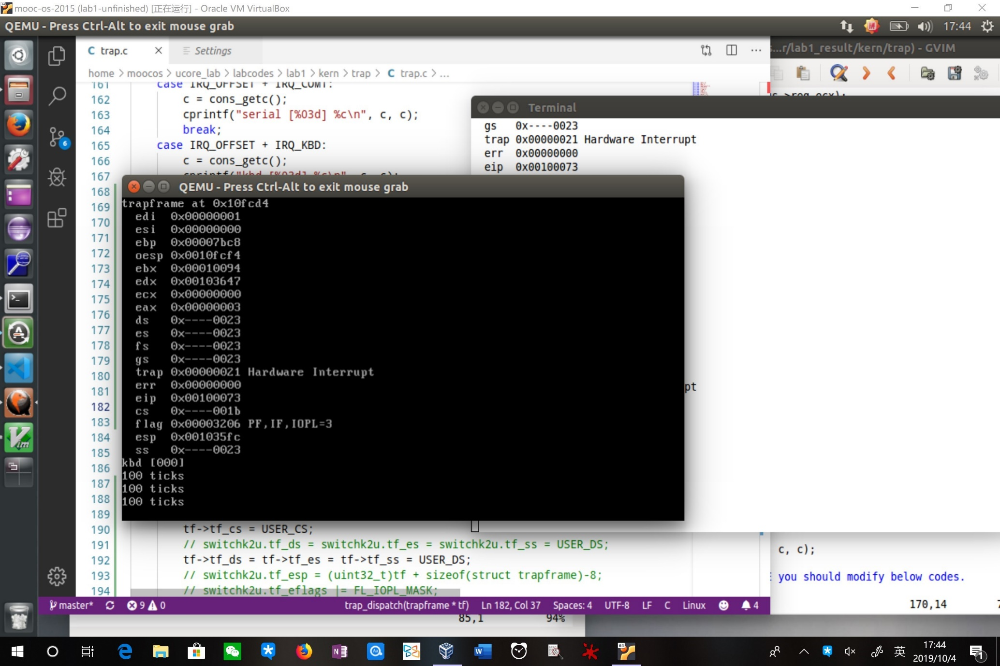 mooc-os-2015 (lab1-unfinished) [正在运行] - Oracle VM VirtualBox
QEMU - Press Ctrl-Alt to exit mouse grab
17:44
C trap.c
Settings
...r/lab1_result/kern/trap) - GVIM
home > moocos > ucore_lab > labcodes > lab1 > kern > trap > C trap.c > ...
161 case IRQ_OFFSET + IRQ_COM1:
162 c = cons_getc();
163 cprintf("serial [%03d] %c\n", c, c);
164 break;
165 case IRQ_OFFSET + IRQ_KBD:
166 c = cons_getc();
167 cprintf("kbd [%03d] %c\n", c, c);
168
169
170
171
172
173
174
175
176
177
178
179
180
181
182
183
184
185
186
187
188
189
190 tf->tf_cs = USER_CS;
191 // switchk2u.tf_ds = switchk2u.tf_es = switchk2u.tf_ss = USER_DS;
192 tf->tf_ds = tf->tf_es = tf->tf_ss = USER_DS;
193 // switchk2u.tf_esp = (uint32_t)tf + sizeof(struct trapframe)-8;
194 // switchk2u.tf_eflags |= FL_IOPL_MASK;
s->reg_ecx);
Terminal
gs 0x----0023
trap 0x00000021 Hardware Interrupt
err 0x00000000
eip 0x00100073
pt
QEMU - Press Ctrl-Alt to exit mouse grab
trapframe at 0x10fcd4
edi 0x00000001
esi 0x00000000
ebp 0x00007bc8
oesp 0x0010fcf4
ebx 0x00010094
edx 0x00103647
ecx 0x00000000
eax 0x00000003
ds 0x----0023
es 0x----0023
fs 0x----0023
gs 0x----0023
trap 0x00000021 Hardware Interrupt
err 0x00000000
eip 0x00100073
cs 0x----001b
flag 0x00003206 PF,IF,IOPL=3
esp 0x001035fc
ss 0x----0023
kbd [000]
100 ticks
100 ticks
100 ticks
c, c);
you should modify below codes.
170,14
6
master*
9 0
trap_dispatch(trapframe * tf)
Ln 182, Col 37
Spaces: 4
UTF-8
LF
C
Linux
4
85,1 94%
英
17:44
2019/10/4
1